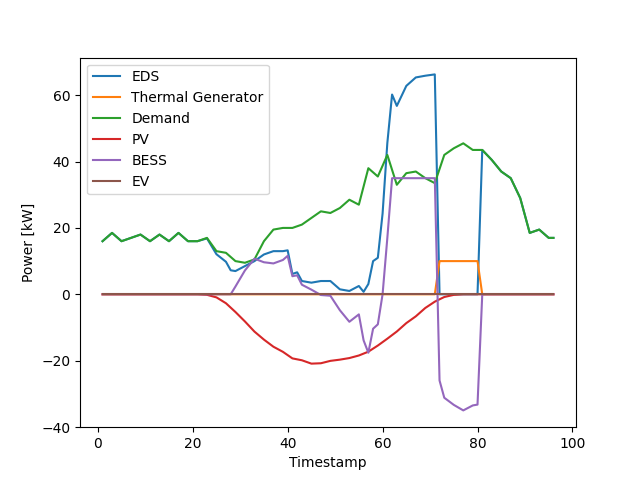 EDS
Thermal Generator
Demand
PV
BESS
EV
Power [kW]
60
40
20
0
−20
−40
0 20 40 60 80 100
Timestamp